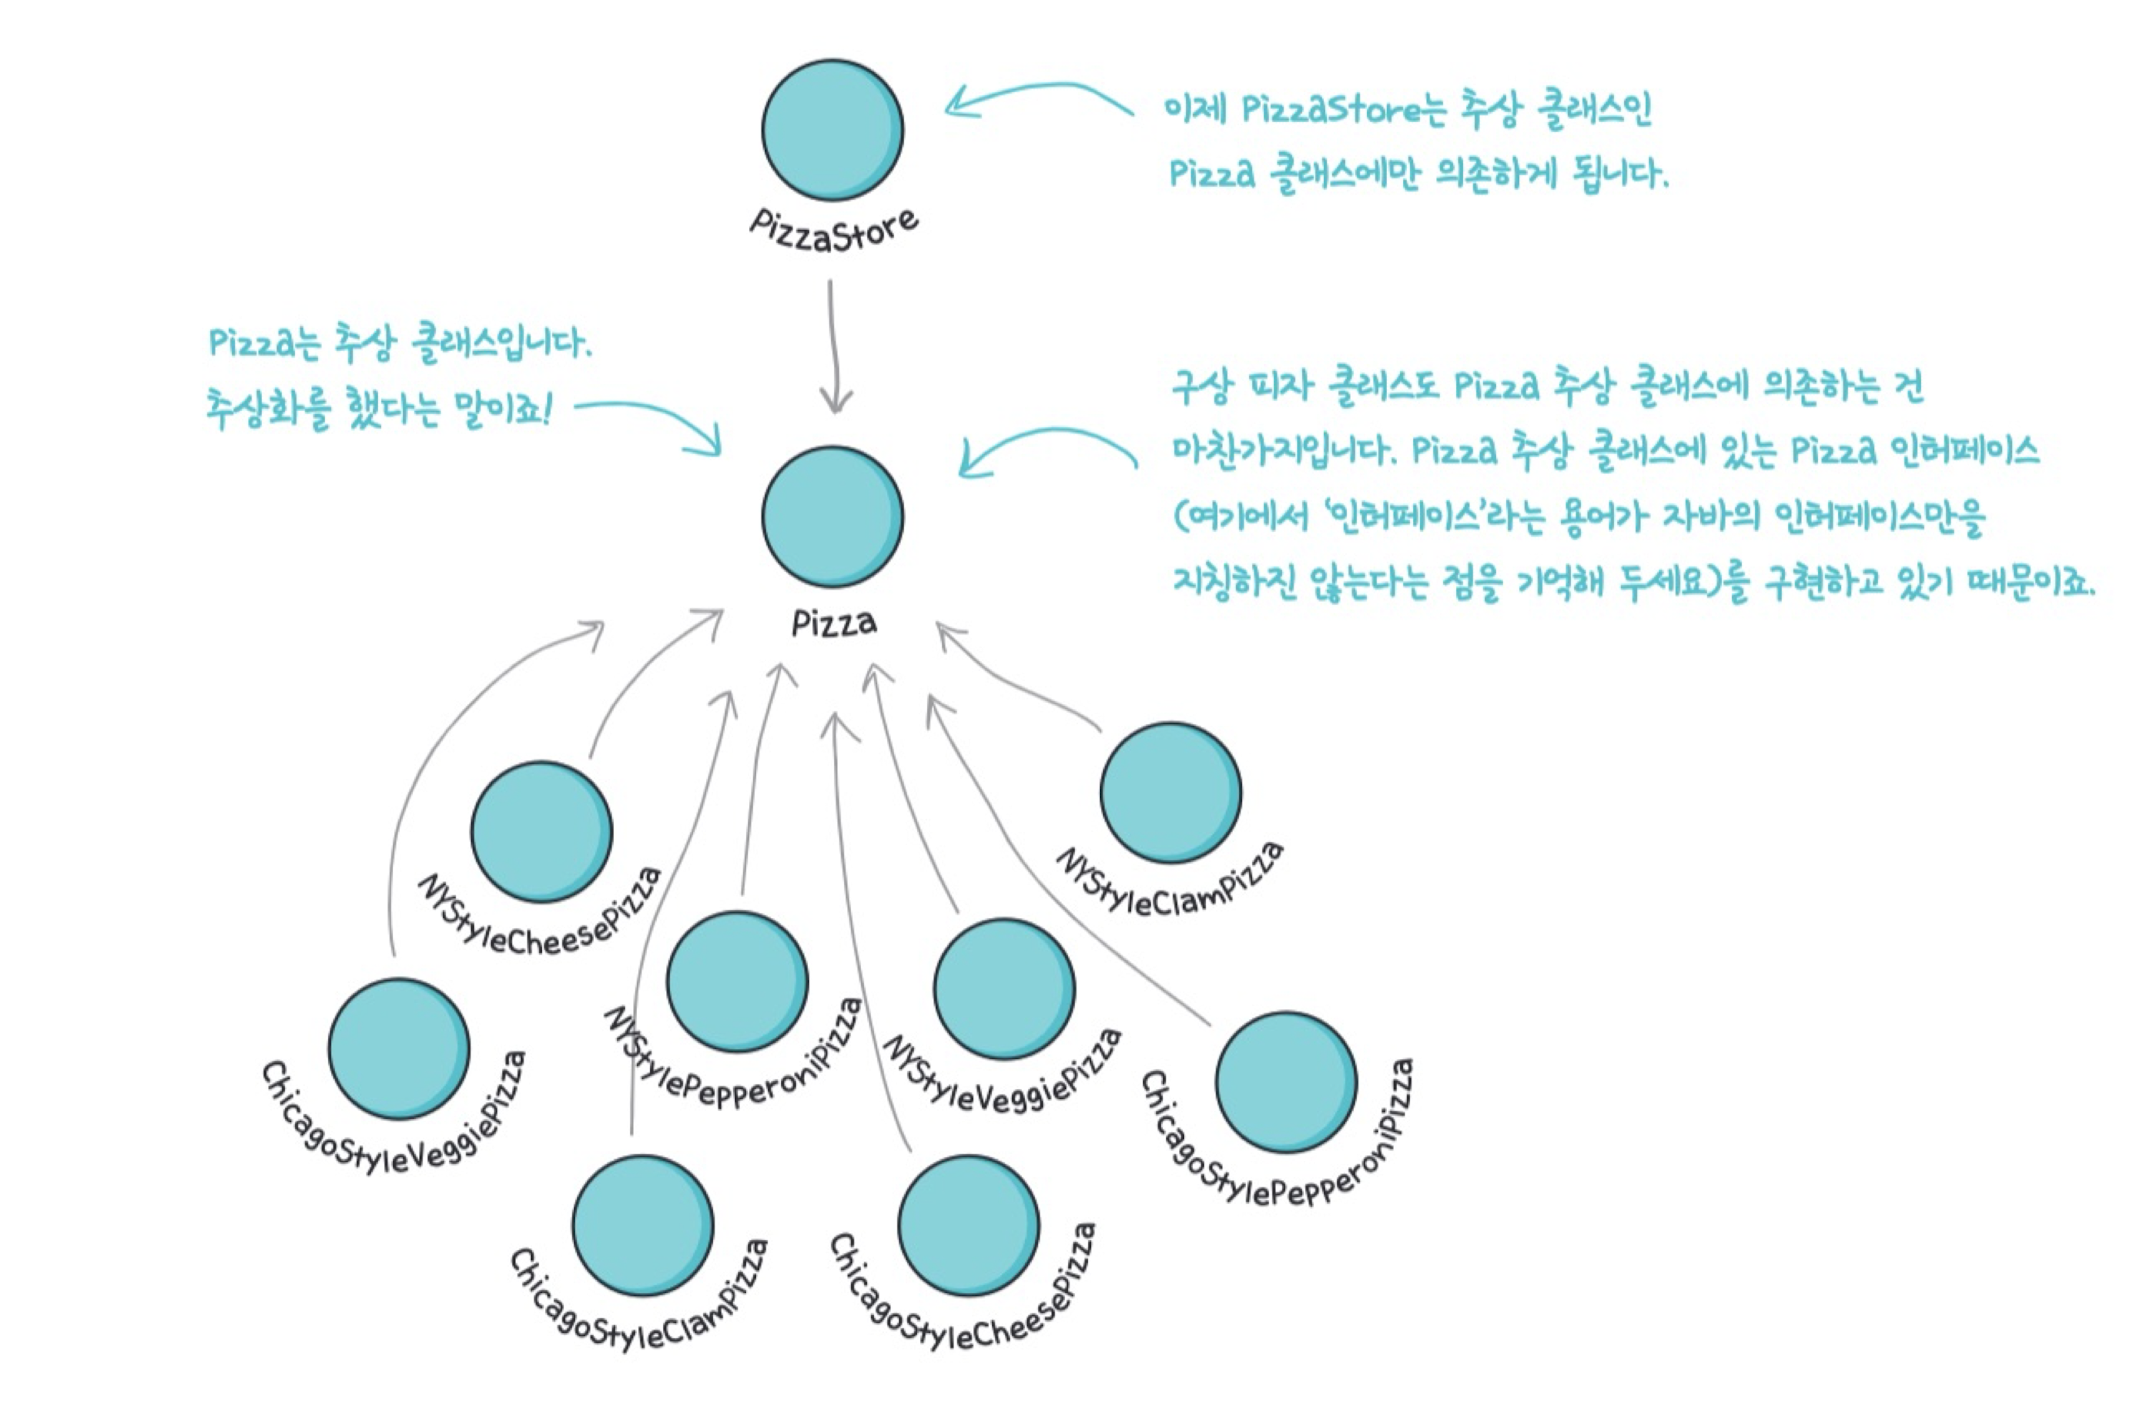 이제 PizzaStore는 추상 클래스인
Pizza 클래스에만 의존하게 됩니다.
PizzaStore
Pizza는 추상 클래스입니다.
추상화를 했다는 말이죠!
구상 피자 클래스도 Pizza 추상 클래스에 의존하는 건
마찬가지입니다. Pizza 추상 클래스에 있는 Pizza 인터페이스
(여기에서 ‘인터페이스’라는 용어가 자바의 인터페이스만을
지칭하진 않는다는 점을 기억해 두세요)를 구현하고 있기 때문이죠.
Pizza
NYStyleCheesePizza
NYStyleClamPizza
ChicagoStyleVeggiePizza
NYStylePepperoniPizza
NYStyleVeggiePizza
ChicagoStylePepperoniPizza
ChicagoStyleClamPizza
ChicagoStyleCheesePizza